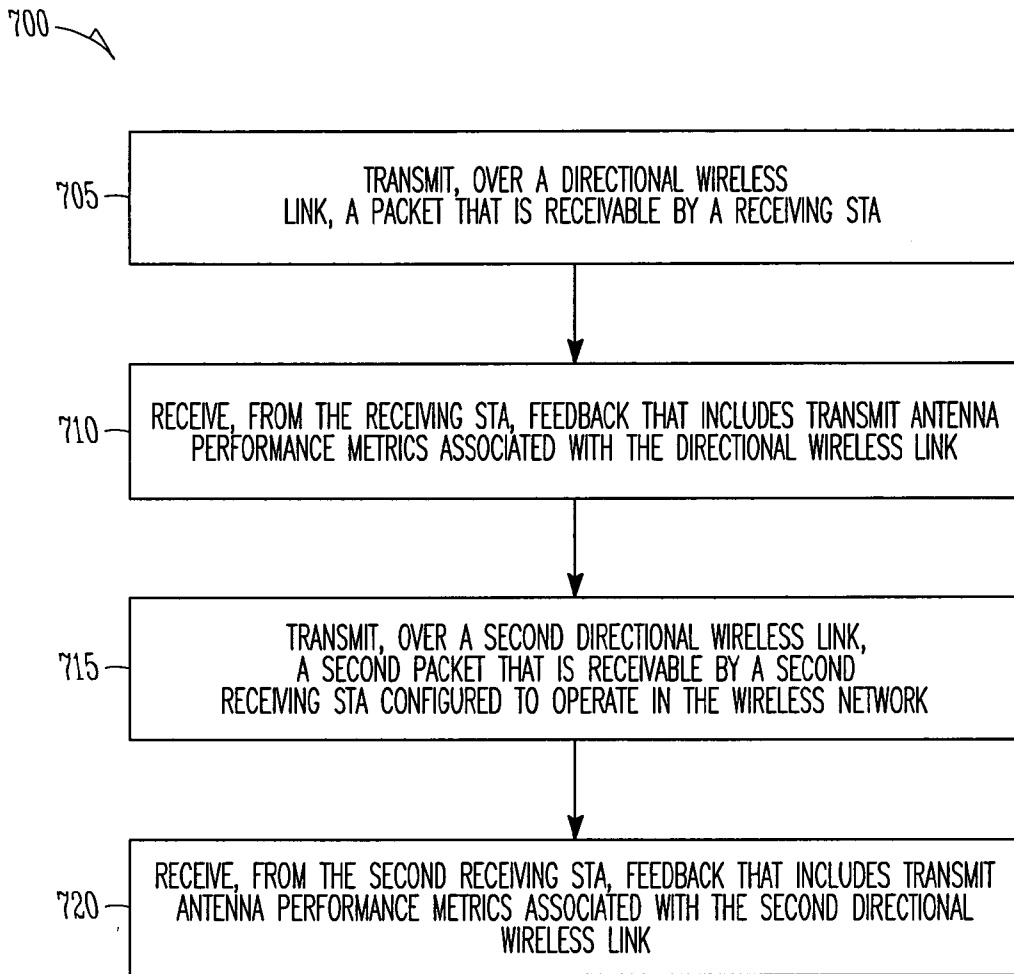 700
705
TRANSMIT, OVER A DIRECTIONAL WIRELESS
LINK, A PACKET THAT IS RECEIVABLE BY A RECEIVING STA
710
RECEIVE, FROM THE RECEIVING STA, FEEDBACK THAT INCLUDES TRANSMIT ANTENNA
PERFORMANCE METRICS ASSOCIATED WITH THE DIRECTIONAL WIRELESS LINK
715
TRANSMIT, OVER A SECOND DIRECTIONAL WIRELESS LINK,
A SECOND PACKET THAT IS RECEIVABLE BY A SECOND
RECEIVING STA CONFIGURED TO OPERATE IN THE WIRELESS NETWORK
720
RECEIVE, FROM THE SECOND RECEIVING STA, FEEDBACK THAT INCLUDES TRANSMIT
ANTENNA PERFORMANCE METRICS ASSOCIATED WITH THE SECOND DIRECTIONAL
WIRELESS LINK